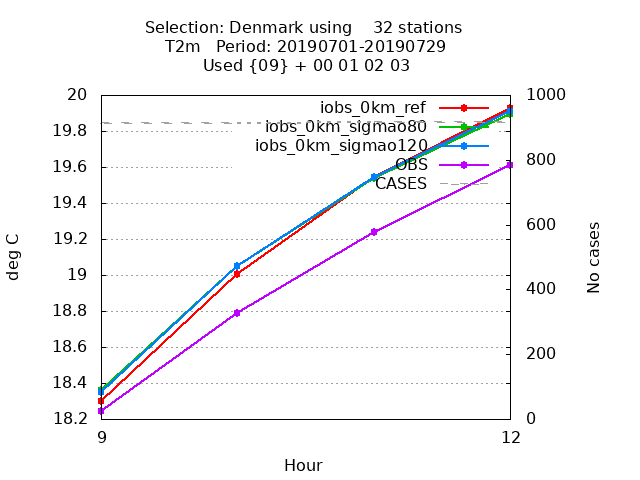 Selection: Denmark using    32 stations
T2m   Period: 20190701-20190729
Used {09} + 00 01 02 03
20
19.8
19.6
19.4
19.2
19
18.8
18.6
18.4
18.2
1000
800
600
400
200
0
iobs_0km_ref
iobs_0km_sigmao80
iobs_0km_sigmao120
OBS
CASES
deg C
No cases
9
12
Hour